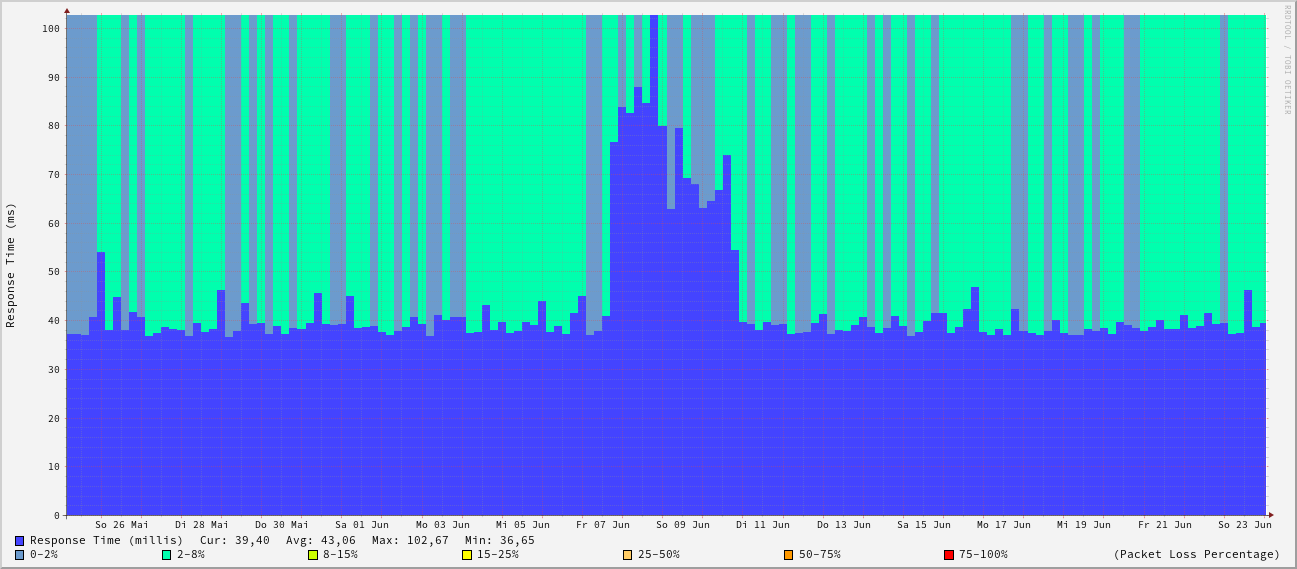 RRDTOOL / TOBI OETIKER
Response Time (ms)
100
90
80
70
60
50
40
30
20
10
0
So 26 Mai Di 28 Mai Do 30 Mai Sa 01 Jun Mo 03 Jun Mi 05 Jun Fr 07 Jun So 09 Jun Di 11 Jun Do 13 Jun Sa 15 Jun Mo 17 Jun Mi 19 Jun Fr 21 Jun So 23 Jun
Response Time (millis) Cur: 39,40 Avg: 43,06 Max: 102,67 Min: 36,65
0-2% 2-8% 8-15% 15-25% 25-50% 50-75% 75-100% (Packet Loss Percentage)